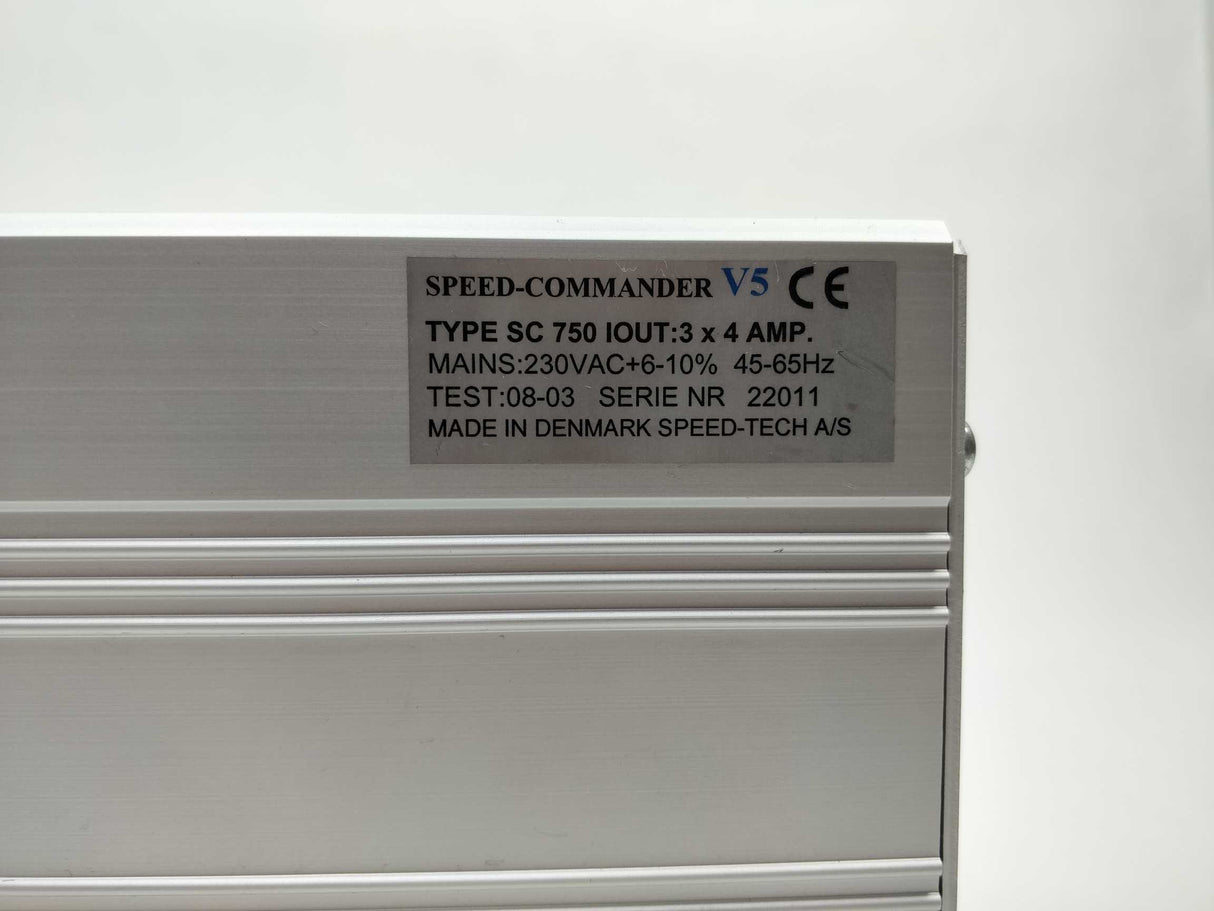 SPEED-COMMANDER V5 CE
TYPE SC 750 IOUT:3 x 4 AMP.
MAINS:230VAC+6-10% 45-65Hz
TEST:08-03 SERIE NR 22011
MADE IN DENMARK SPEED-TECH A/S